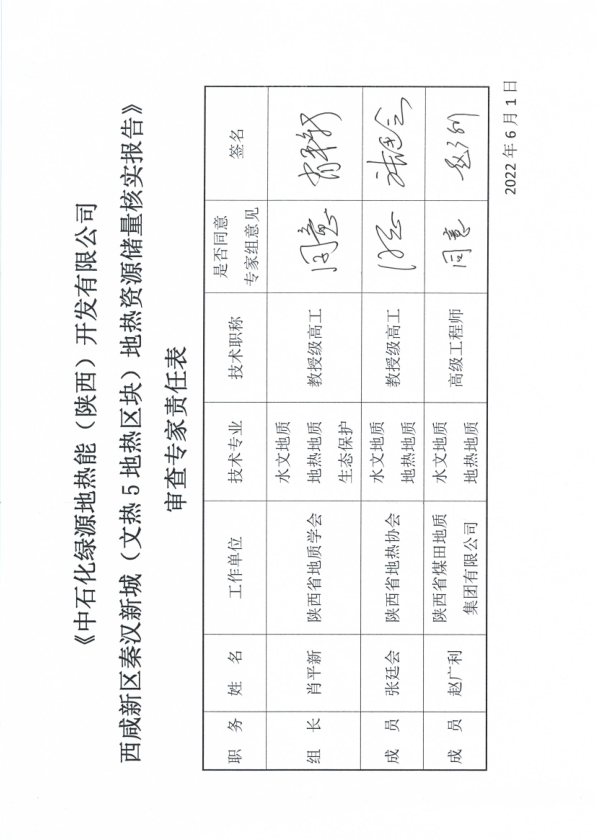 《中石化绿源地热能（陕西）开发有限公司
西咸新区秦汉新城（文热5地热区块）地热资源储量核实报告》
审查专家责任表
职 务 姓 名 工作单位 技术专业 技术职称 是否同意专家组意见 签名
组 长 肖平新 陕西省地质学会 水文地质 地热地质 生态保护 教授级高工 同意 肖平新
成 员 张廷会 陕西省地热协会 水文地质 地热地质 教授级高工 同意 张廷会
成 员 赵广利 陕西省煤田地质集团有限公司 水文地质 地热地质 高级工程师 同意 赵广利
2022年6月1日